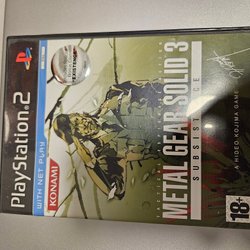 PlayStation 2
WITH NET PLAY
KONAMI
METAL GEAR SOLID 3
SUBSISTENCE
A HIDEO KOJIMA GAME
18+